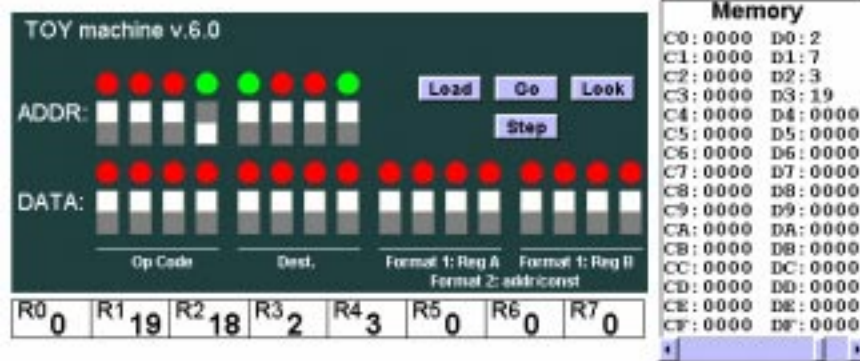 TOY machine v.6.0
ADDR:
Load Go Look
Step
DATA:
Op Code Dest. Format 1: Reg A Format 1: Reg B
Format 2: addr/const
R0 0 R1 19 R2 18 R3 2 R4 3 R5 0 R6 0 R7 0
Memory
C0:0000 D0:2
C1:0000 D1:7
C2:0000 D2:3
C3:0000 D3:19
C4:0000 D4:0000
C5:0000 D5:0000
C6:0000 D6:0000
C7:0000 D7:0000
C8:0000 D8:0000
C9:0000 D9:0000
CA:0000 DA:0000
CB:0000 DB:0000
CC:0000 DC:0000
CD:0000 DD:0000
CE:0000 DE:0000
CF:0000 DF:0000